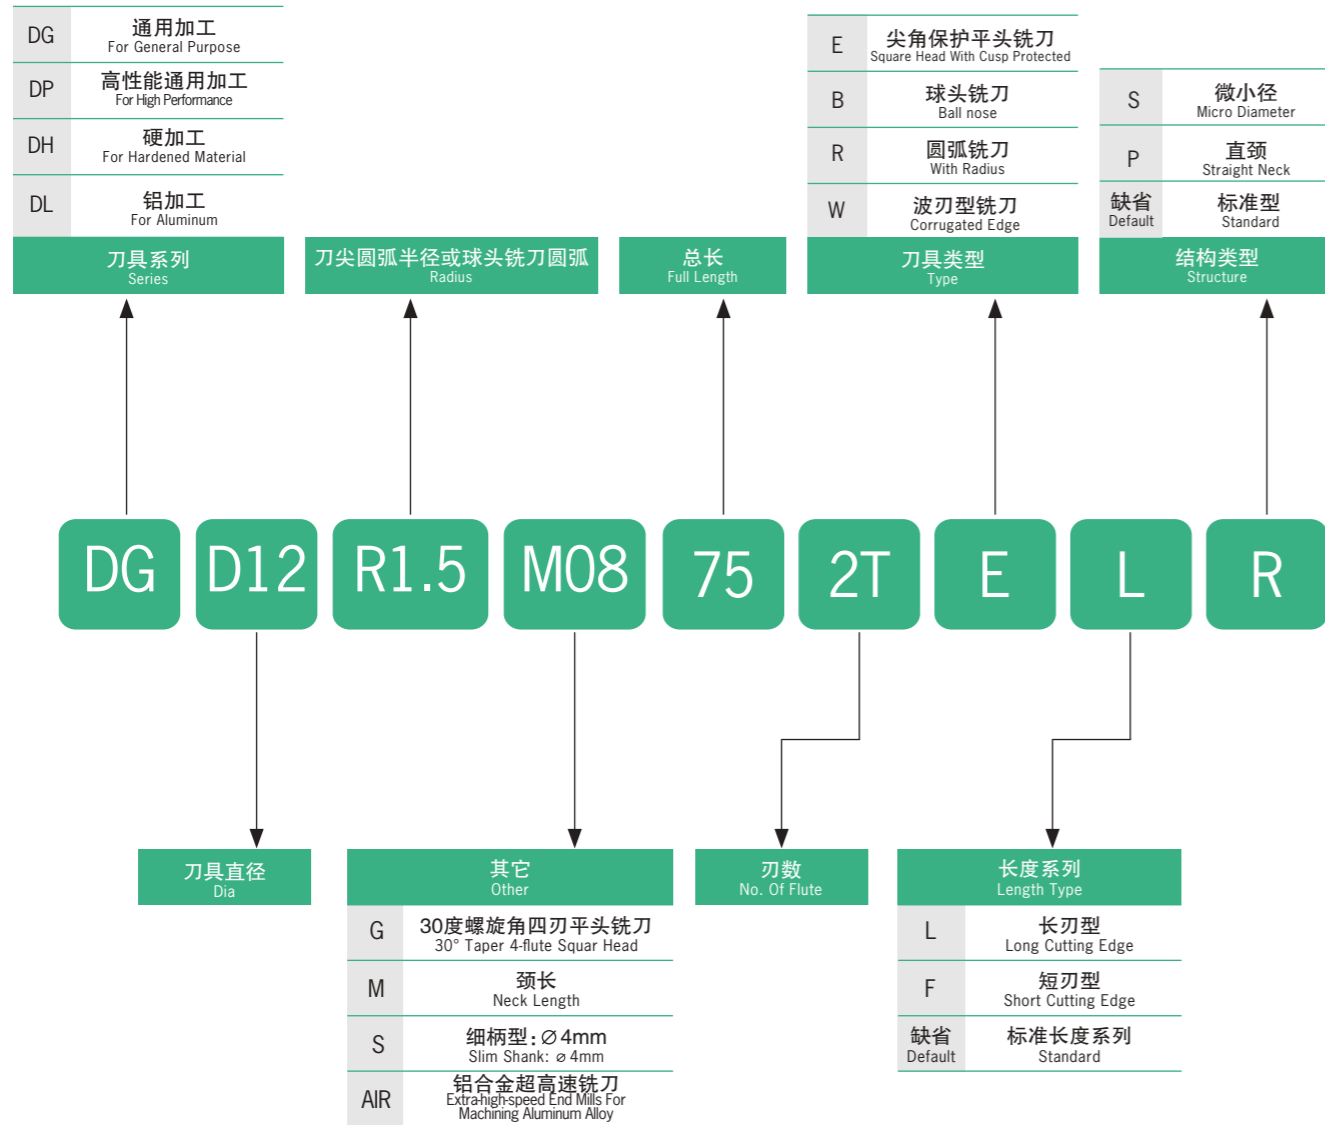 DG
通用加工
For General Purpose
DP
高性能通用加工
For High Performance
DH
硬加工
For Hardened Material
DL
铝加工
For Aluminum
刀具系列
Series
刀尖圆弧半径或球头铣刀圆弧
Radius
总长
Full Length
E
尖角保护平头铣刀
Square Head With Cusp Protected
B
球头铣刀
Ball nose
R
圆弧铣刀
With Radius
W
波刃型铣刀
Corrugated Edge
刀具类型
Type
S
微小径
Micro Diameter
P
直颈
Straight Neck
缺省
Default
标准型
Standard
结构类型
Structure
DG D12 R1.5 M08 75 2T E L R
刀具直径
Dia
其它
Other
G
30度螺旋角四刃平头铣刀
30° Taper 4-flute Squar Head
M
颈长
Neck Length
S
细柄型：∅4mm
Slim Shank: ∅4mm
AIR
铝合金超高速铣刀
Extra-high-speed End Mills For
Machining Aluminum Alloy
刃数
No. Of Flute
长度系列
Length Type
L
长刃型
Long Cutting Edge
F
短刃型
Short Cutting Edge
缺省
Default
标准长度系列
Standard